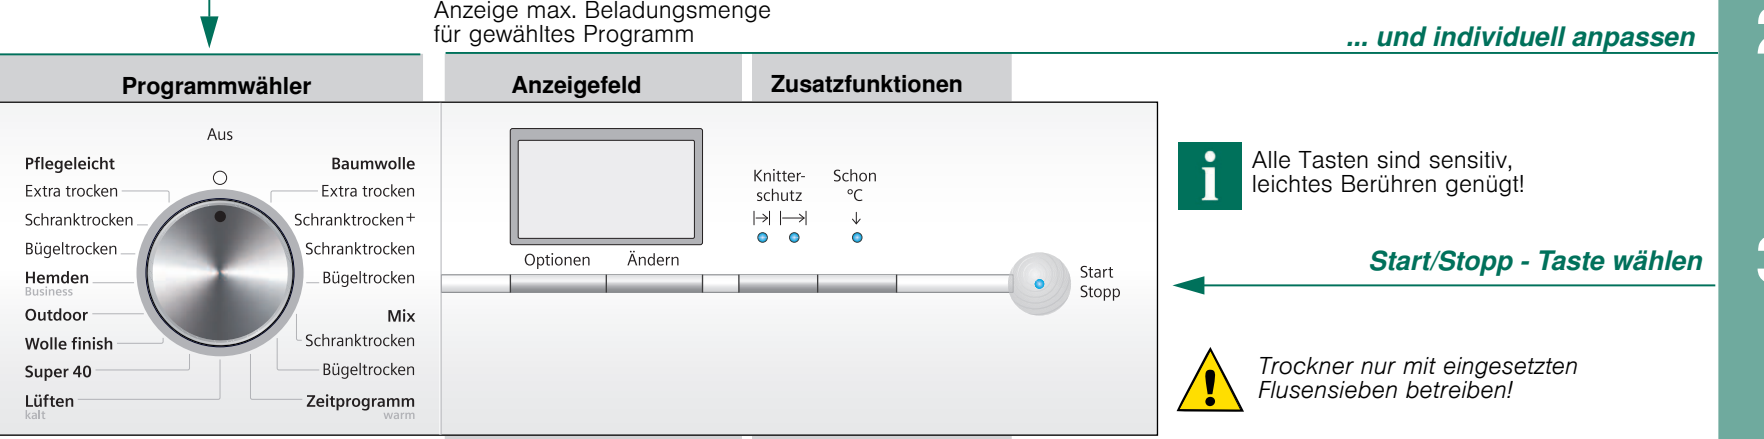 Anzeige max. Beladungsmenge
für gewähltes Programm
... und individuell anpassen
Programmwähler
Anzeigefeld
Zusatzfunktionen
Aus
Pflegeleicht
Extra trocken
Schranktrocken
Bügeltrocken
Hemden
Business
Outdoor
Wolle finish
Super 40
Lüften
kalt
Baumwolle
Extra trocken
Schranktrocken+
Schranktrocken
Bügeltrocken
Mix
Schranktrocken
Bügeltrocken
Zeitprogramm
warm
Optionen
Ändern
Knitter-
schutz
Schon
°C
Start
Stopp
i
Alle Tasten sind sensitiv,
leichtes Berühren genügt!
Start/Stopp - Taste wählen
Trockner nur mit eingesetzten
Flusensieben betreiben!